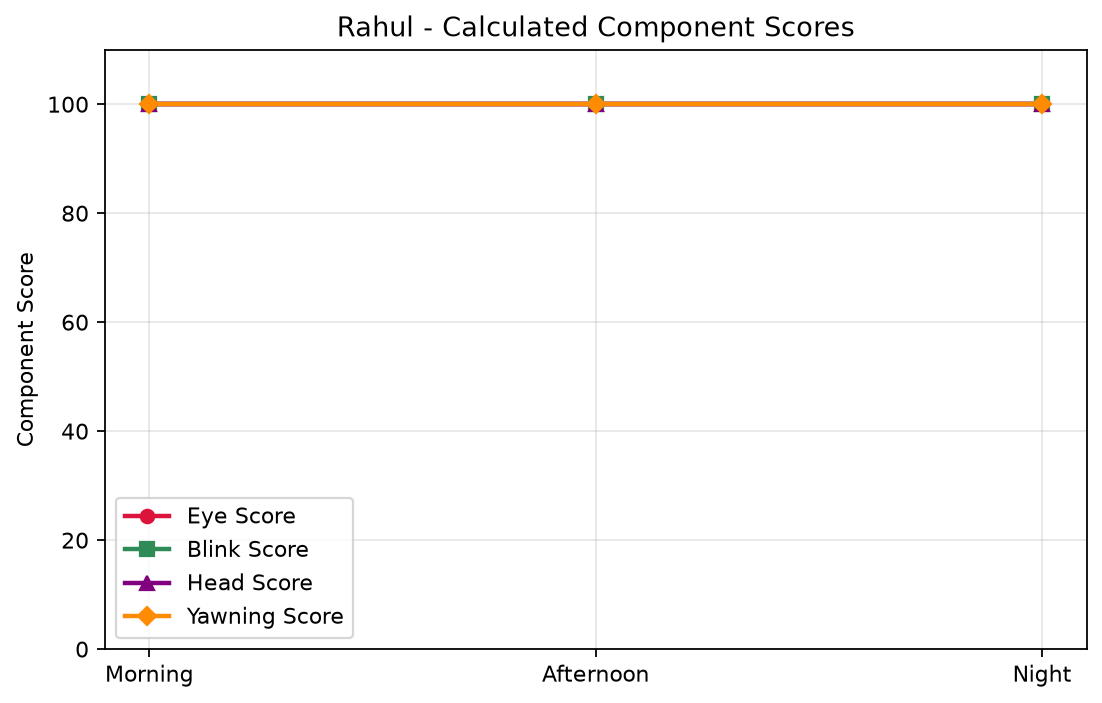 Rahul - Calculated Component Scores
Component Score
100
80
60
40
20
0
Eye Score
Blink Score
Head Score
Yawning Score
Morning
Afternoon
Night